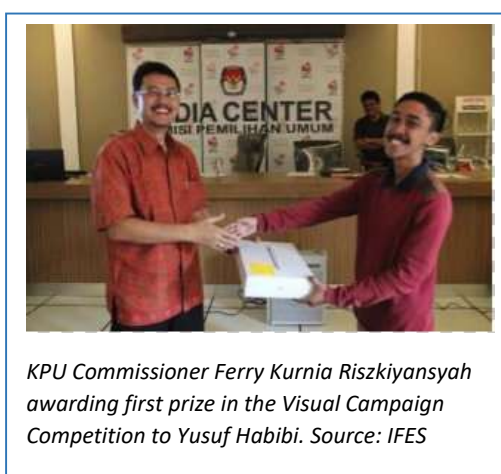 DIA CENTER
ISI PEMILIHAN UMUM
KPU Commissioner Ferry Kurnia Riszkiyansyah
awarding first prize in the Visual Campaign
Competition to Yusuf Habibi. Source: IFES